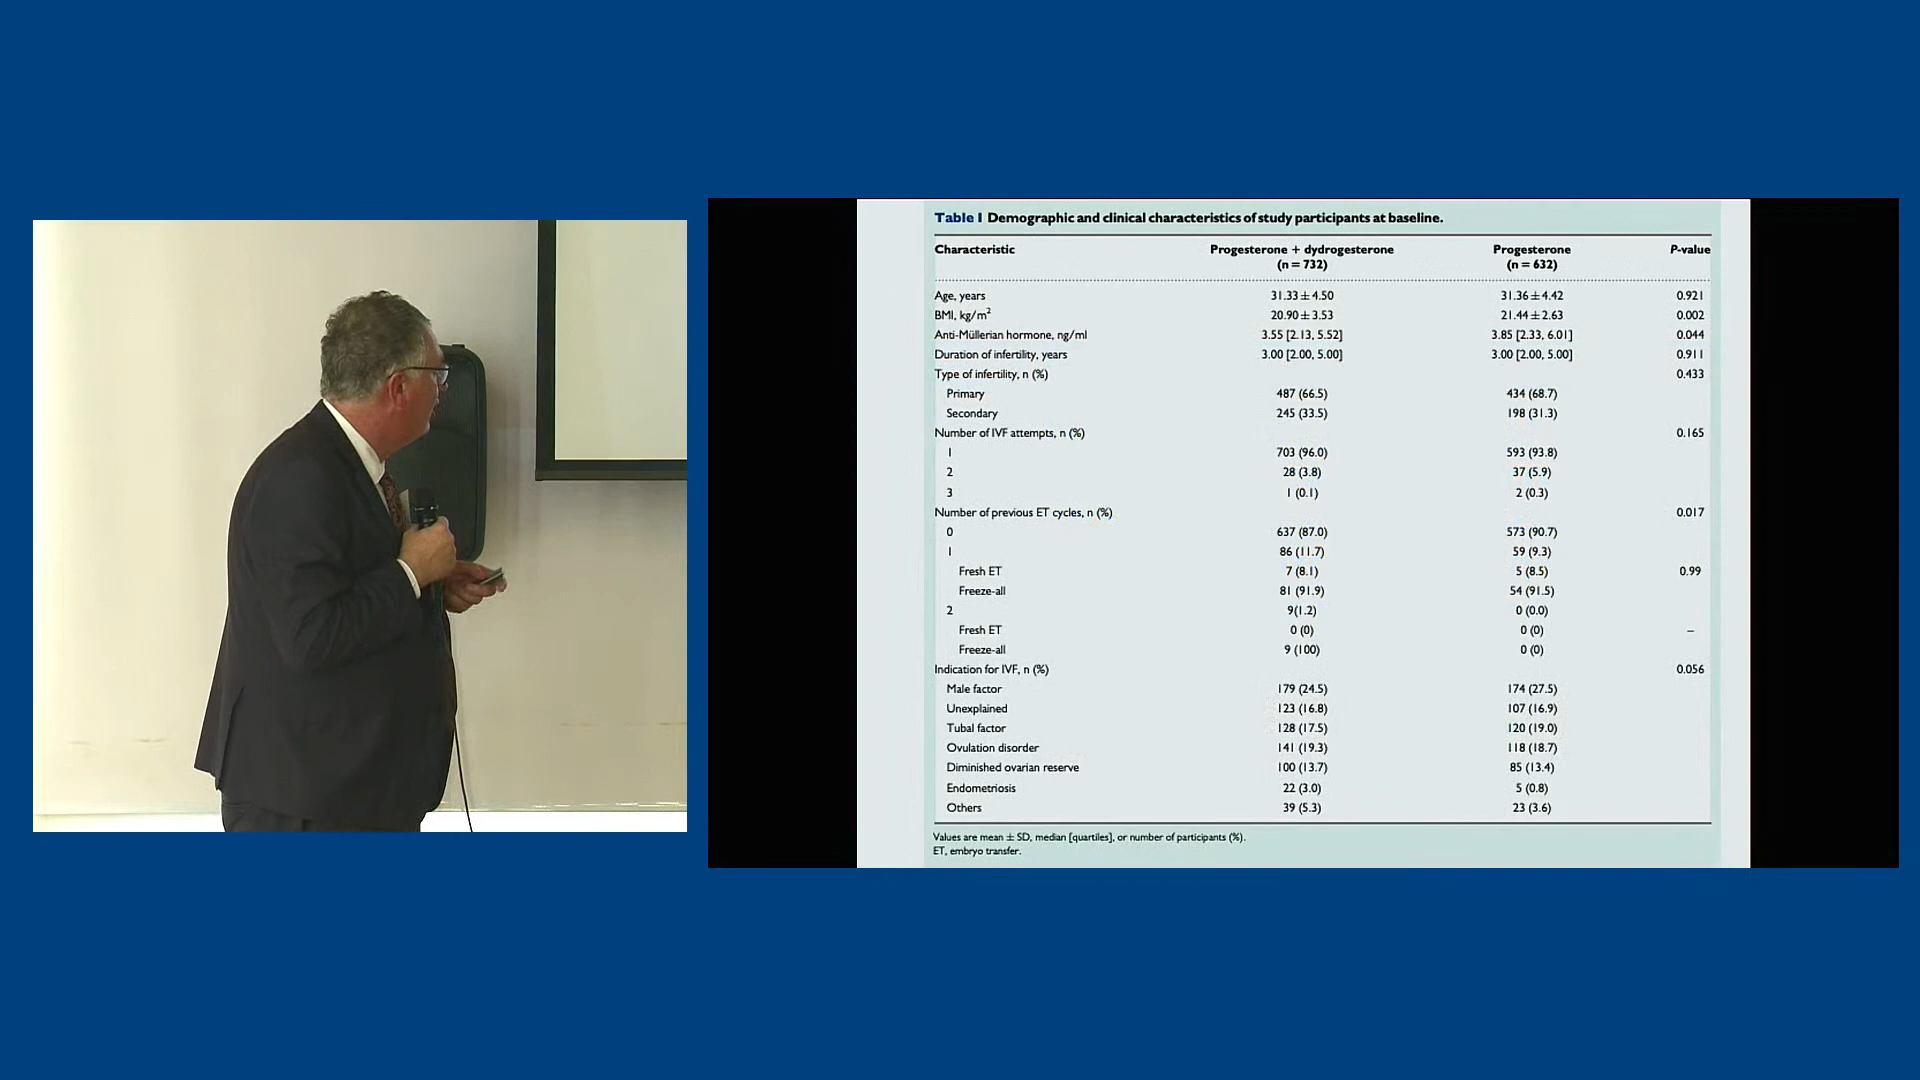 Table 1 Demographic and clinical characteristics of study participants at baseline.
Characteristic Progesterone + dydrogesterone (n = 732) Progesterone (n = 632) P-value
Age, years 31.33 ± 4.50 31.36 ± 4.42 0.921
BMI, kg/m² 20.90 ± 3.53 21.44 ± 2.63 0.002
Anti-Müllerian hormone, ng/ml 3.55 [2.13, 5.52] 3.85 [2.33, 6.01] 0.044
Duration of infertility, years 3.00 [2.00, 5.00] 3.00 [2.00, 5.00] 0.911
Type of infertility, n (%) 0.433
Primary 487 (66.5) 434 (68.7)
Secondary 245 (33.5) 198 (31.3)
Number of IVF attempts, n (%) 0.165
1 703 (96.0) 593 (93.8)
2 28 (3.8) 37 (5.9)
3 1 (0.1) 2 (0.3)
Number of previous ET cycles, n (%) 0.017
0 637 (87.0) 573 (90.7)
1 86 (11.7) 59 (9.3)
Fresh ET 7 (8.1) 5 (8.5) 0.99
Freeze-all 81 (91.9) 54 (91.5)
2 9(1.2) 0 (0.0)
Fresh ET 0 (0) 0 (0) –
Freeze-all 9 (100) 0 (0)
Indication for IVF, n (%) 0.056
Male factor 179 (24.5) 174 (27.5)
Unexplained 123 (16.8) 107 (16.9)
Tubal factor 128 (17.5) 120 (19.0)
Ovulation disorder 141 (19.3) 118 (18.7)
Diminished ovarian reserve 100 (13.7) 85 (13.4)
Endometriosis 22 (3.0) 5 (0.8)
Others 39 (5.3) 23 (3.6)
Values are mean ± SD, median [quartiles], or number of participants (%).
ET, embryo transfer.